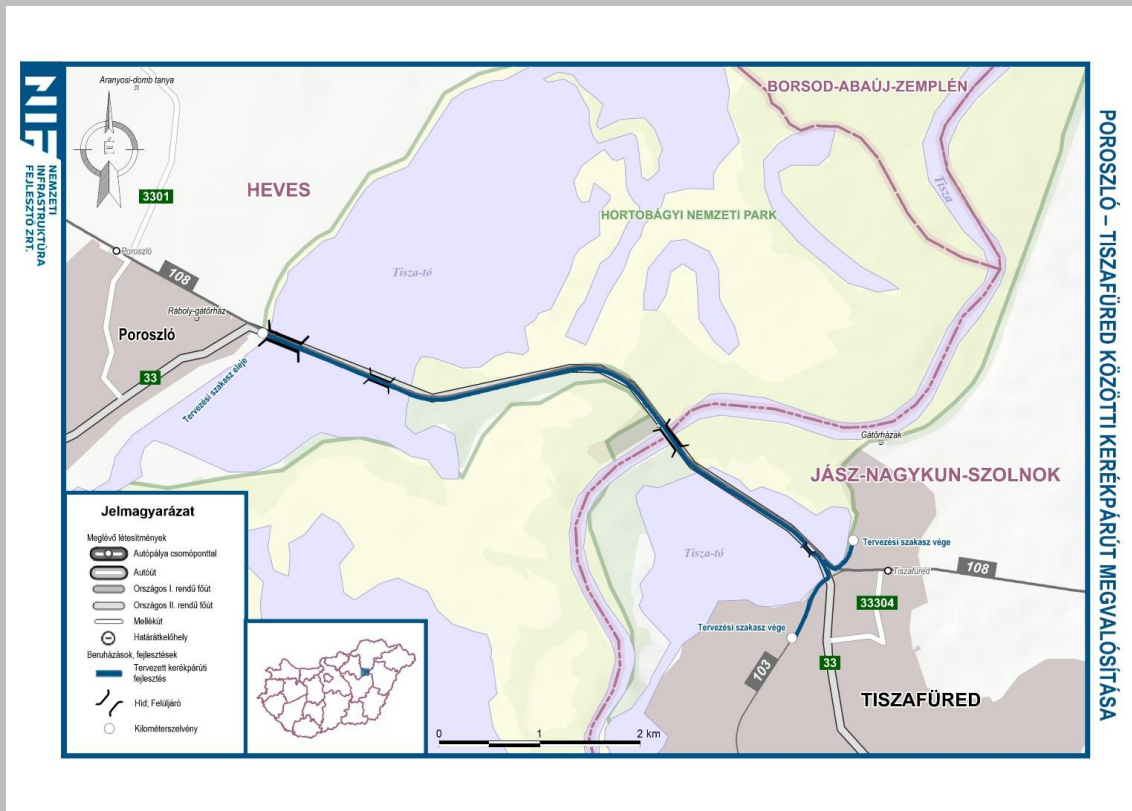 NIF
NEMZETI
INFRASTRUKTÚRA
FEJLESZTŐ ZRT.
POROSZLÓ – TISZAFÜRED KÖZÖTTI KERÉKPÁRÚT MEGVALÓSÍTÁSA
Aranyosi-domb tanya
BORSOD-ABAÚJ-ZEMPLÉN
HEVES
3301
Tisza
HORTOBÁGYI NEMZETI PARK
Poroszló
108
Tisza-tó
Ráboly-gátőrház
Poroszló
33
Tervezési szakasz eleje
Gátőrházak
JÁSZ-NAGYKUN-SZOLNOK
Tisza-tó
Tervezési szakasz vége
Tiszafüred
108
33304
Tervezési szakasz vége
103
33
TISZAFÜRED
Jelmagyarázat
Meglévő létesítmények
Autópálya csomóponttal
Autóút
Országos I. rendű főút
Országos II. rendű főút
Mellékút
Határátkelőhely
Beruházások, fejlesztések
Tervezett kerékpárúti
fejlesztés
Híd; Felüljáró
Kilométerszelvény
0 1 2 km